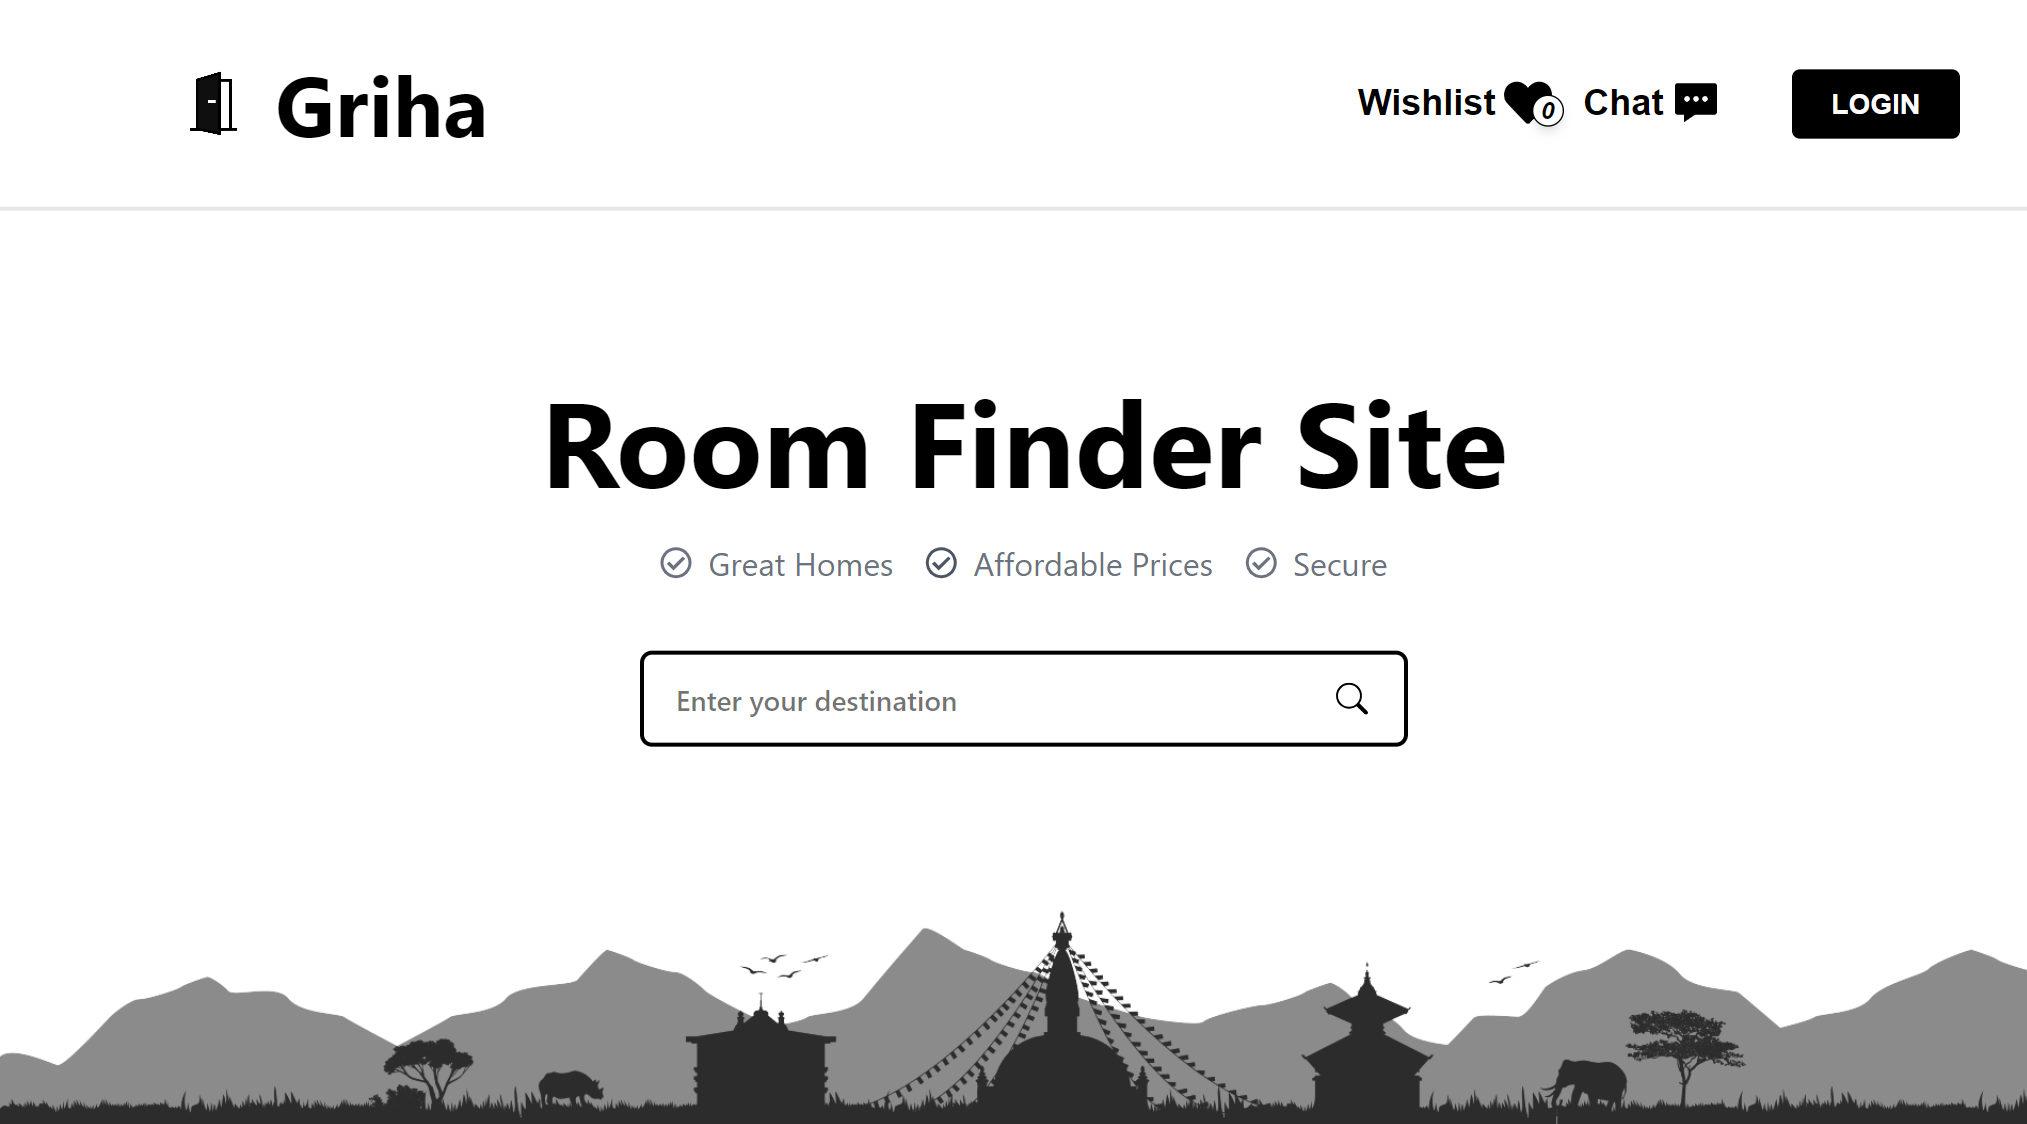 Griha
Wishlist 0 Chat LOGIN
Room Finder Site
Great Homes Affordable Prices Secure
Enter your destination